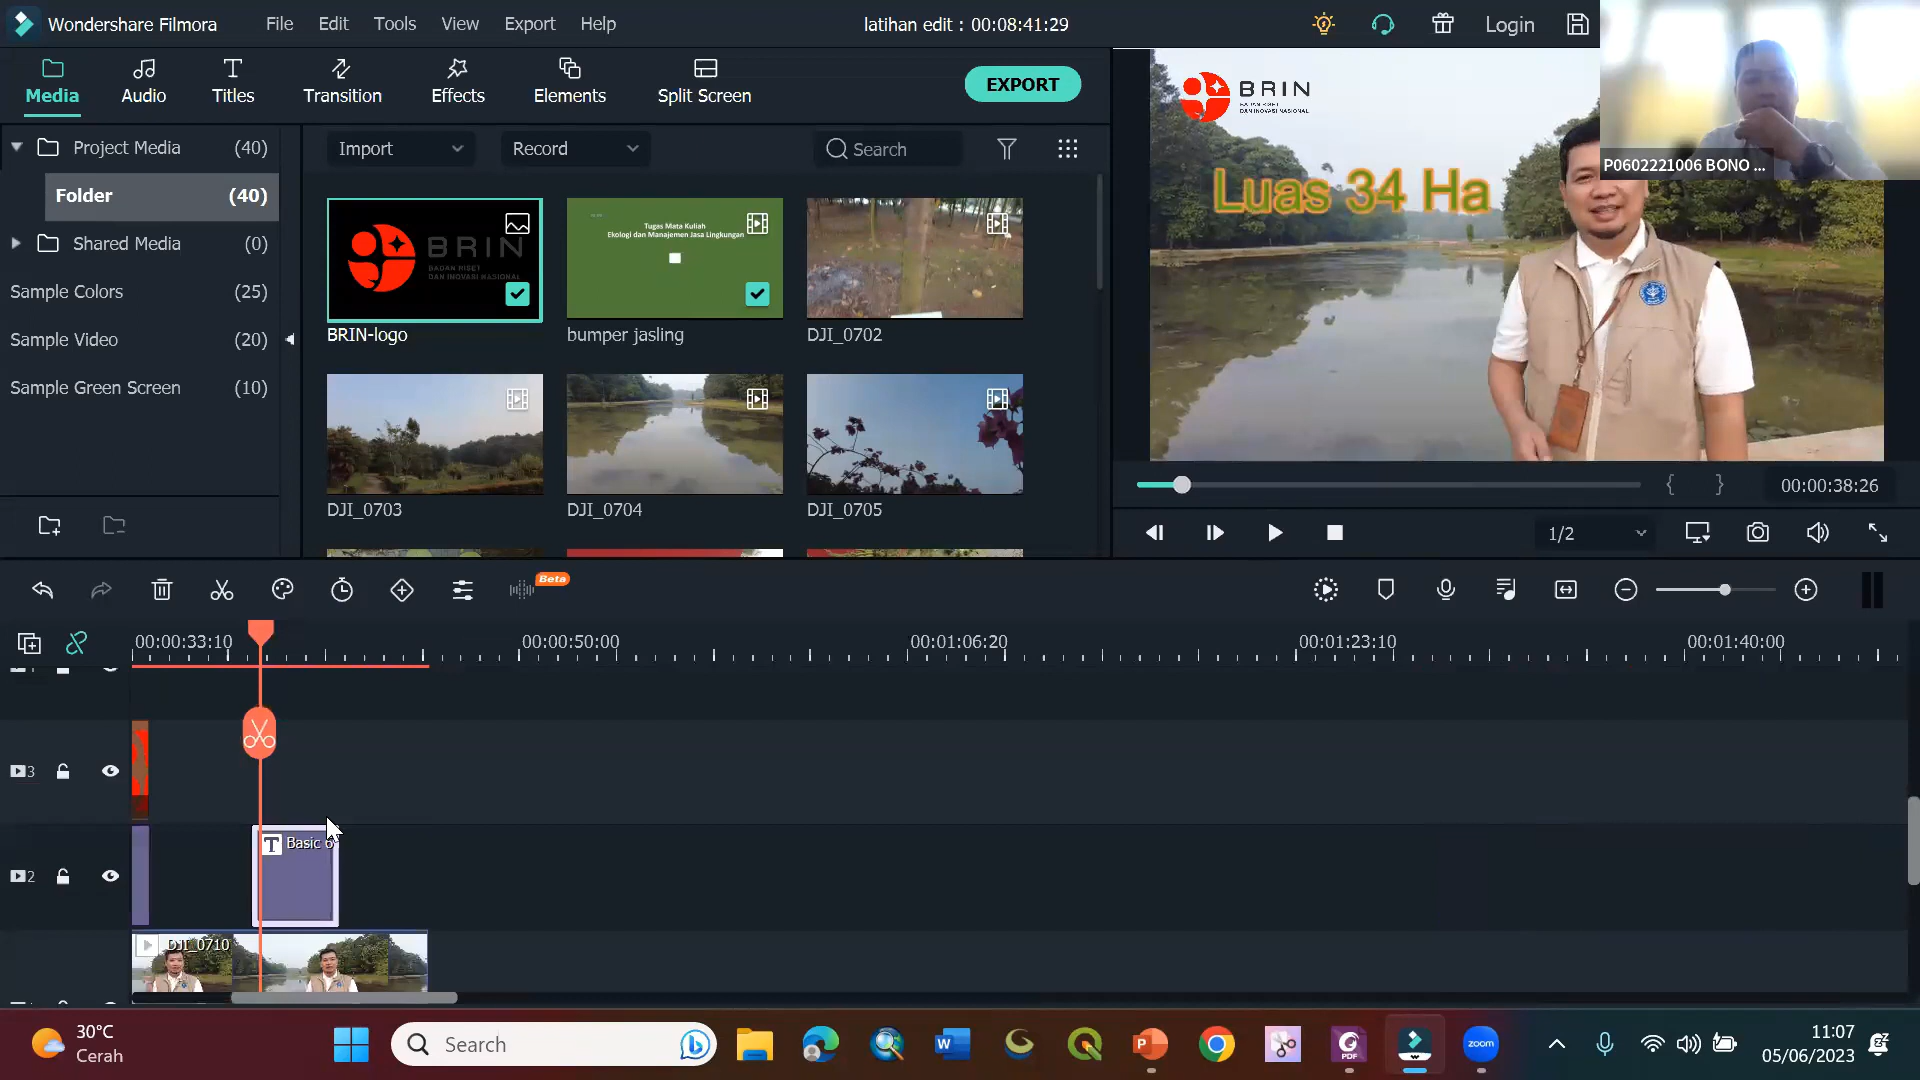 Wondershare Filmora
File
Edit
Tools
View
Export
Help
latihan edit : 00:08:41:29
Login
Media
Audio
Titles
Transition
Effects
Elements
Split Screen
EXPORT
Project Media (40)
Folder (40)
Shared Media (0)
Sample Colors (25)
Sample Video (20)
Sample Green Screen (10)
Import
Record
Search
BRIN
BADAN RISET
DAN INOVASI NASIONAL
BRIN-logo
Tugas Mata Kuliah
Ekologi dan Manajemen Jasa Lingkungan
bumper jasling
DJI_0702
DJI_0703
DJI_0704
DJI_0705
BRIN
BADAN RISET
DAN INOVASI NASIONAL
Luas 34 Ha
P0602221006 BONO ...
00:00:38:26
1/2
Beta
00:00:33:10
00:00:50:00
00:01:06:20
00:01:23:10
00:01:40:00
3
2
T Basic 6
DJI_0710
30°C
Cerah
Search
W
P
PDF
zoom
11:07
05/06/2023